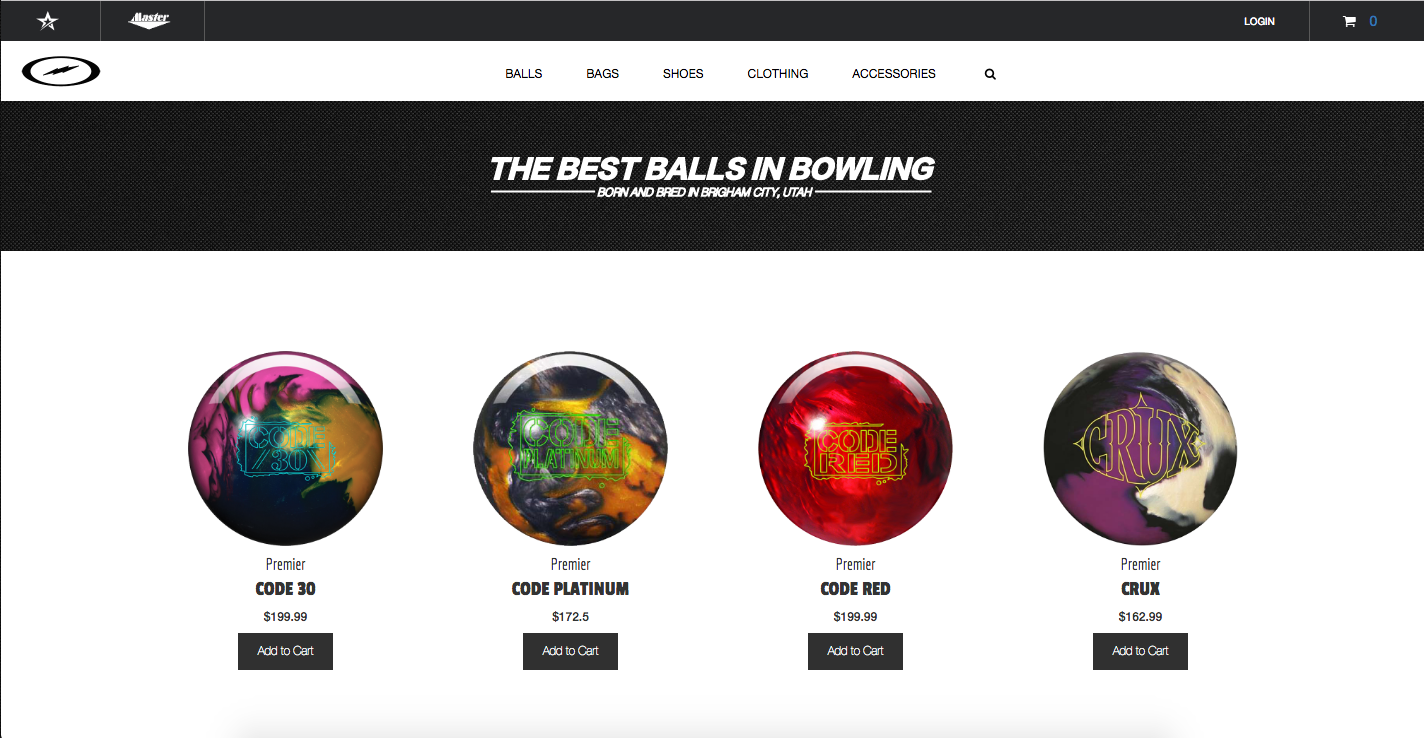 Master
LOGIN
0
BALLS
BAGS
SHOES
CLOTHING
ACCESSORIES
THE BEST BALLS IN BOWLING
BORN AND BRED IN BRIGHAM CITY, UTAH
CODE
/30X
CODE
PLATINUM
CODE
RED
CRUX
Premier
CODE 30
$199.99
Add to Cart
Premier
CODE PLATINUM
$172.5
Add to Cart
Premier
CODE RED
$199.99
Add to Cart
Premier
CRUX
$162.99
Add to Cart